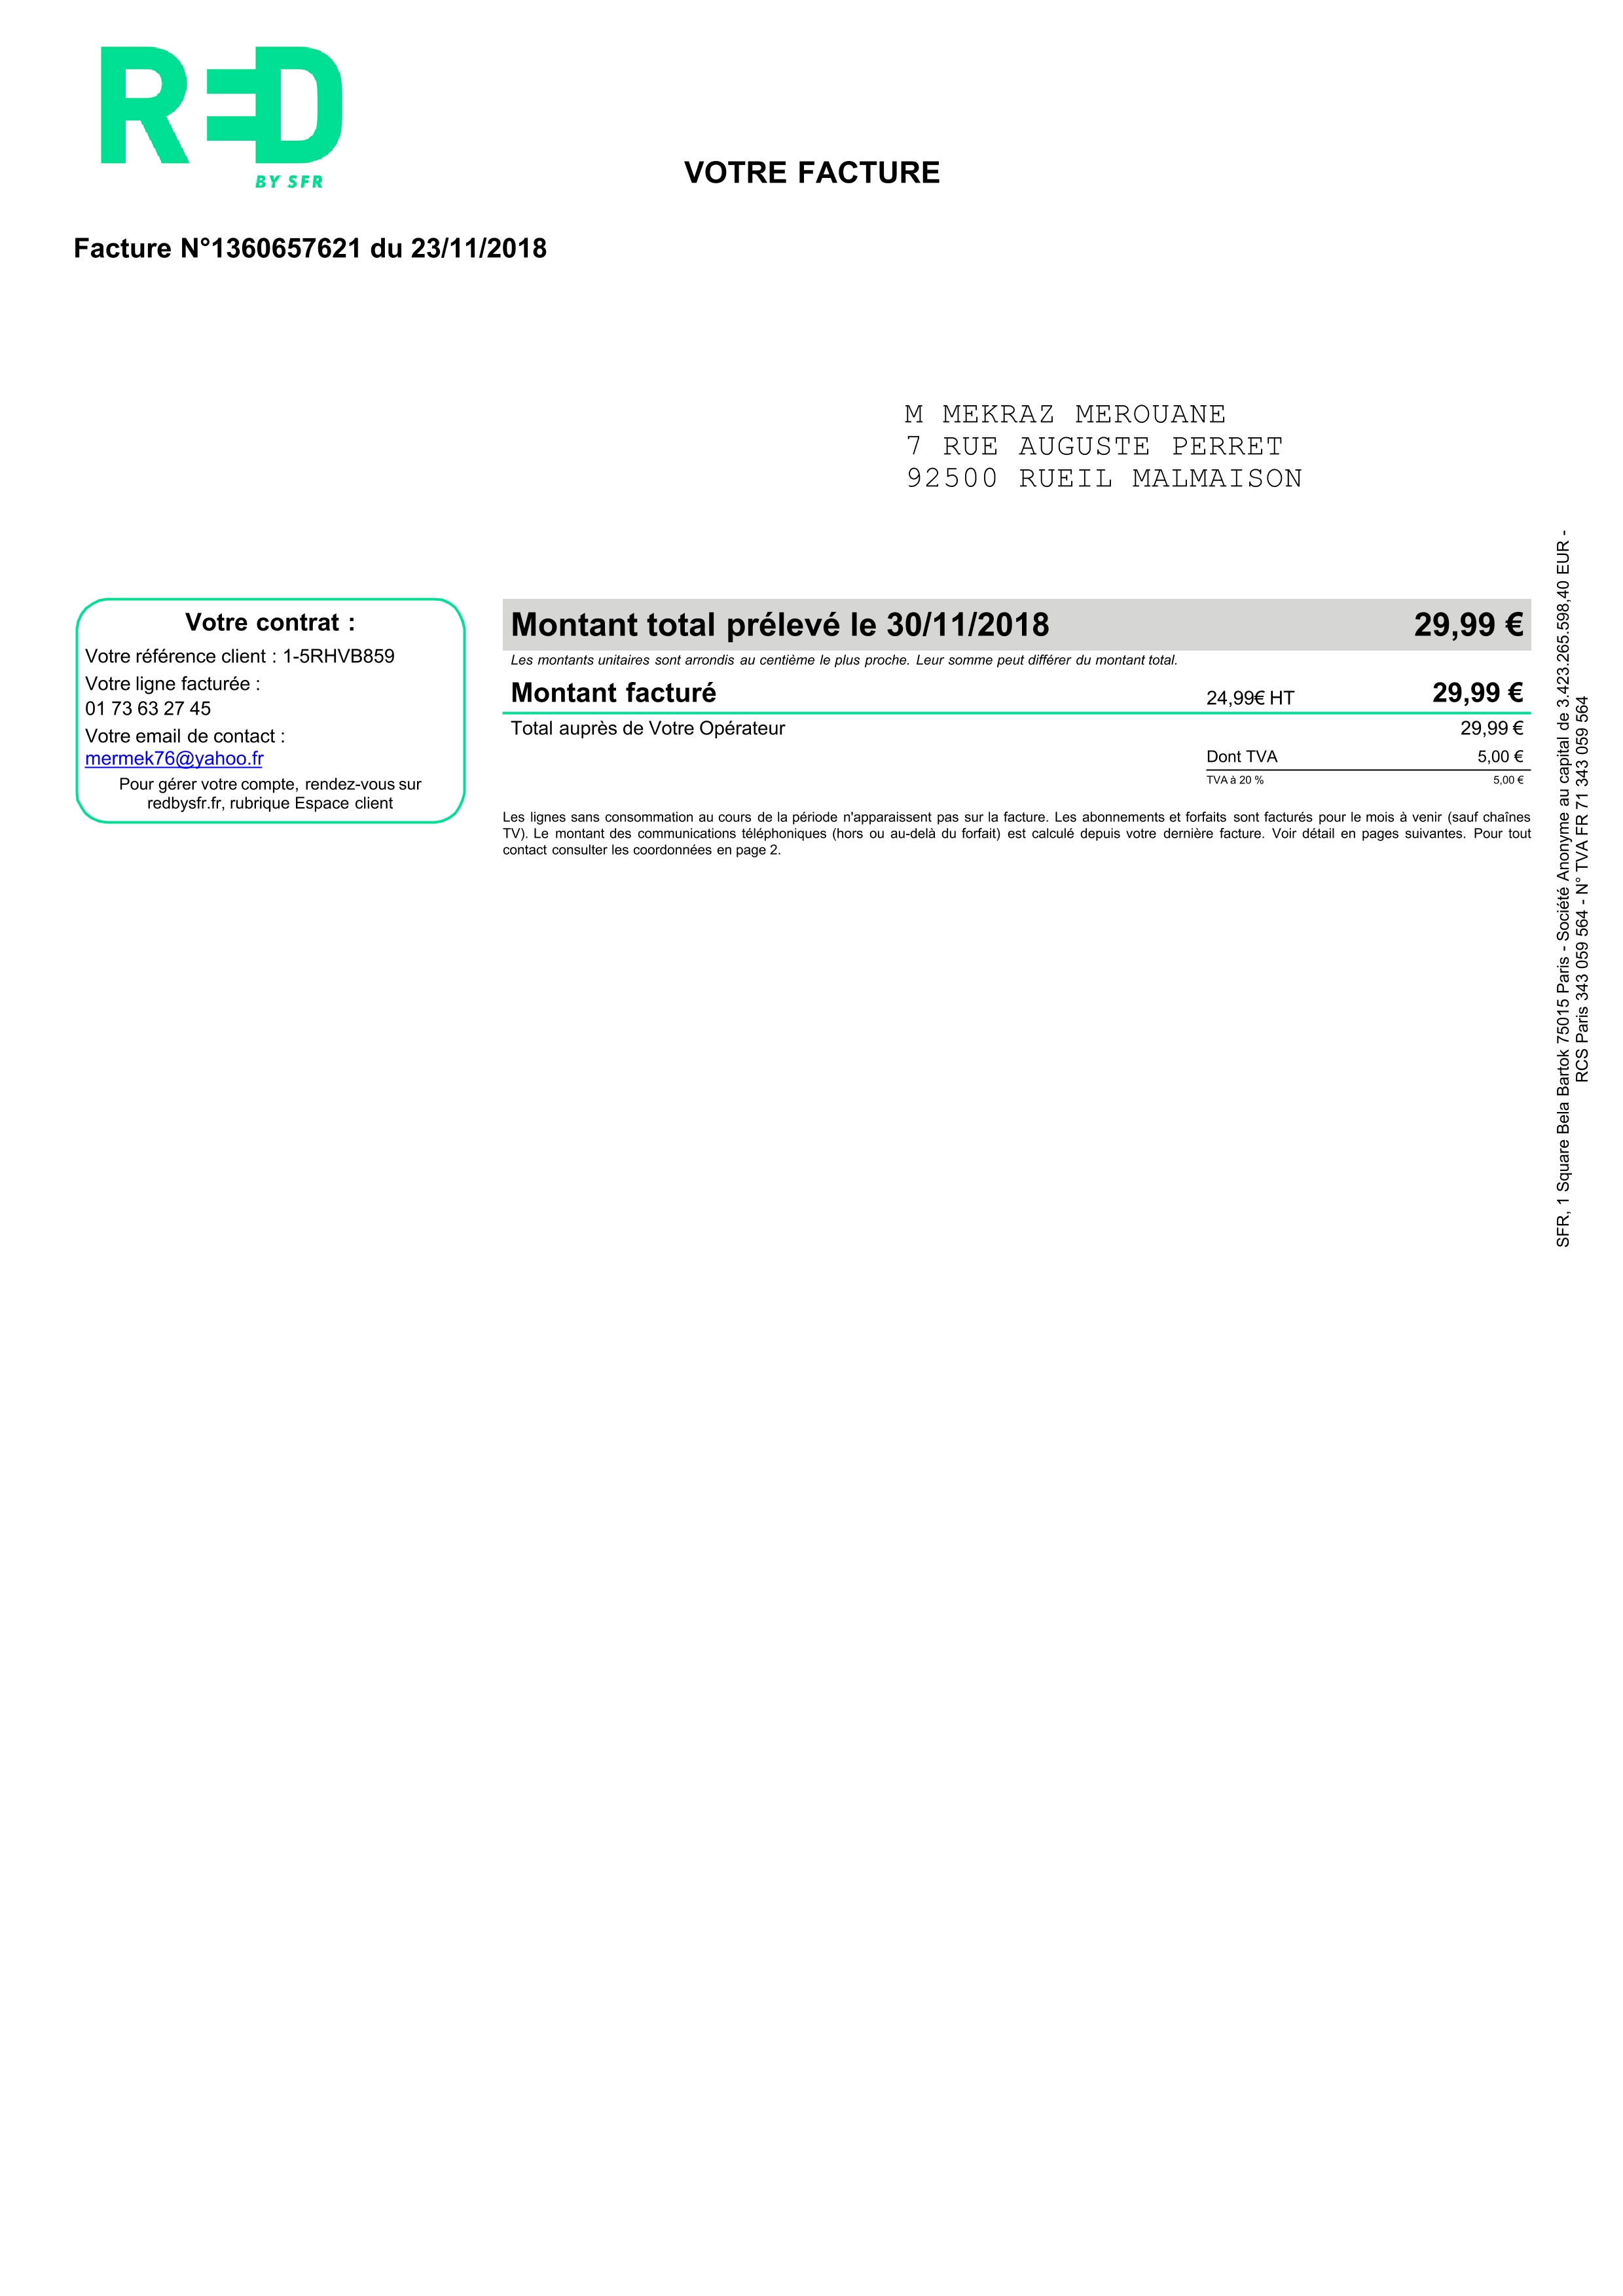 RED
BY SFR
VOTRE FACTURE
Facture N°1360657621 du 23/11/2018
M MEKRAZ MEROUANE
7 RUE AUGUSTE PERRET
92500 RUEIL MALMAISON
Votre contrat :
Votre référence client : 1-5RHVB859
Votre ligne facturée :
01 73 63 27 45
Votre email de contact :
mermek76@yahoo.fr
Pour gérer votre compte, rendez-vous sur
redbysfr.fr, rubrique Espace client
Montant total prélevé le 30/11/2018 29,99 €
Les montants unitaires sont arrondis au centième le plus proche. Leur somme peut différer du montant total.
Montant facturé 24,99€ HT 29,99 €
Total auprès de Votre Opérateur 29,99 €
Dont TVA 5,00 €
TVA à 20 % 5,00 €
Les lignes sans consommation au cours de la période n'apparaissent pas sur la facture. Les abonnements et forfaits sont facturés pour le mois à venir (sauf chaînes
TV). Le montant des communications téléphoniques (hors ou au-delà du forfait) est calculé depuis votre dernière facture. Voir détail en pages suivantes. Pour tout
contact consulter les coordonnées en page 2.
SFR, 1 Square Bela Bartok 75015 Paris - Société Anonyme au capital de 3.423.265.598,40 EUR -
RCS Paris 343 059 564 - N° TVA FR 71 343 059 564